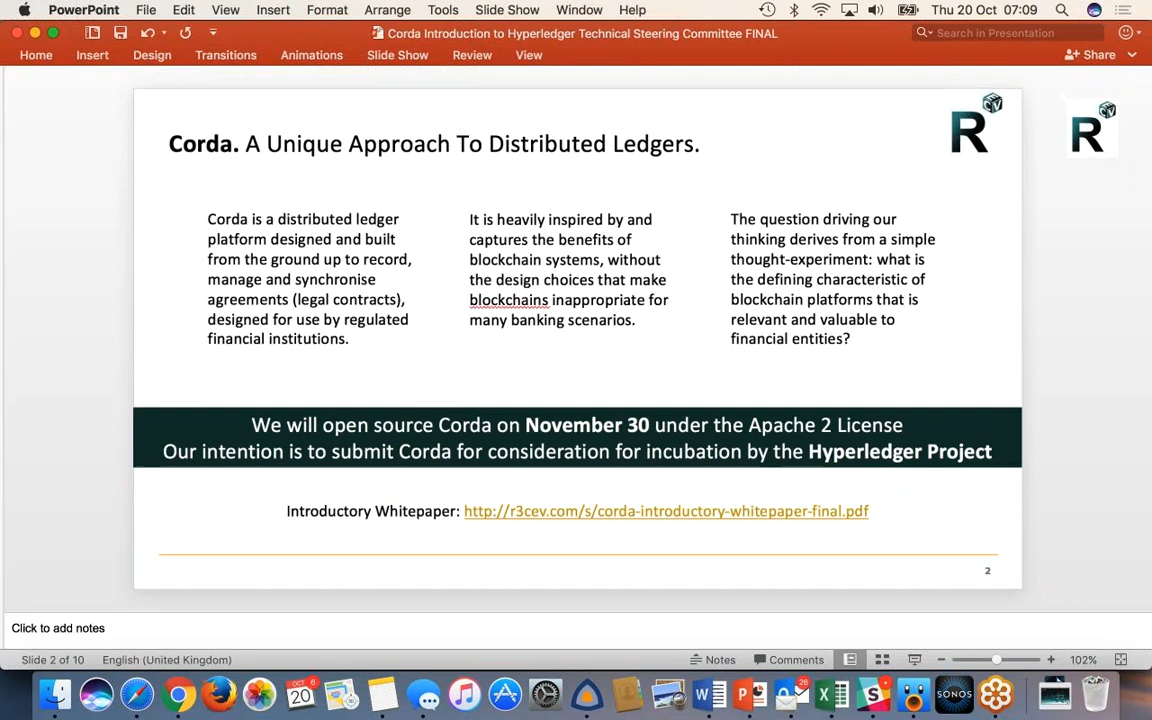 PowerPoint File Edit View Insert Format Arrange Tools Slide Show Window Help Thu 20 Oct 07:09
Corda Introduction to Hyperledger Technical Steering Committee FINAL
Search in Presentation
Home Insert Design Transitions Animations Slide Show Review View Share
R
CV
R
CV
Corda. A Unique Approach To Distributed Ledgers.
Corda is a distributed ledger
platform designed and built
from the ground up to record,
manage and synchronise
agreements (legal contracts),
designed for use by regulated
financial institutions.
It is heavily inspired by and
captures the benefits of
blockchain systems, without
the design choices that make
blockchains inappropriate for
many banking scenarios.
The question driving our
thinking derives from a simple
thought-experiment: what is
the defining characteristic of
blockchain platforms that is
relevant and valuable to
financial entities?
We will open source Corda on November 30 under the Apache 2 License
Our intention is to submit Corda for consideration for incubation by the Hyperledger Project
Introductory Whitepaper: http://r3cev.com/s/corda-introductory-whitepaper-final.pdf
2
Click to add notes
Slide 2 of 10 English (United Kingdom) Notes Comments 102%
OCT 6
20
26
W
P
X
S
SONOS